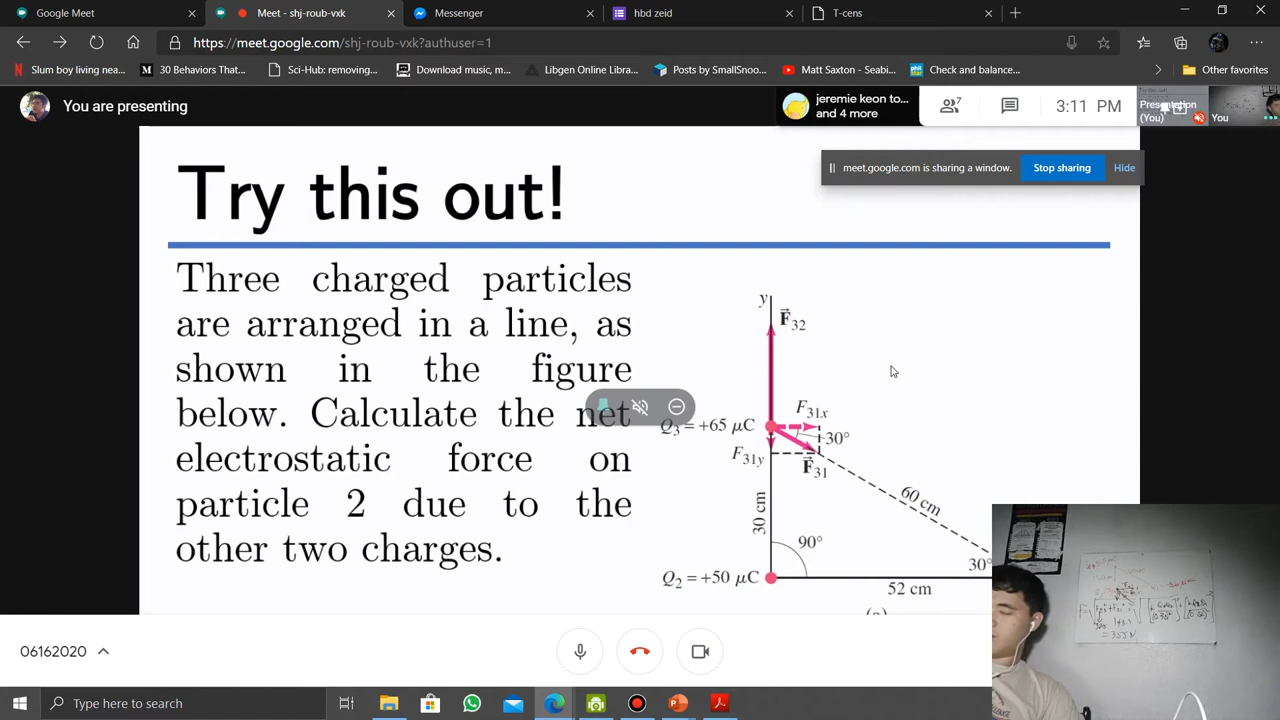 Google Meet
Meet - shj-roub-vxk
Messenger
hbd zeid
T-cens
https://meet.google.com/shj-roub-vxk?authuser=1
Slum boy living nea...
30 Behaviors That...
Sci-Hub: removing...
Download music, m...
Libgen Online Libra...
Posts by SmallSnoo...
Matt Saxton - Seabi...
Check and balance...
Other favorites
You are presenting
jeremie keon to...
and 4 more
7
3:11 PM
Presentation
(You)
You
meet.google.com is sharing a window.
Stop sharing
Hide
Try this out!
Three charged particles
are arranged in a line, as
shown in the figure
below. Calculate the net
electrostatic force on
particle 2 due to the
other two charges.
y
F⃗32
F31x
Q3 = +65 μC
30°
F31y
F⃗31
60 cm
30 cm
90°
30°
Q2 = +50 μC
52 cm
06162020
Type here to search